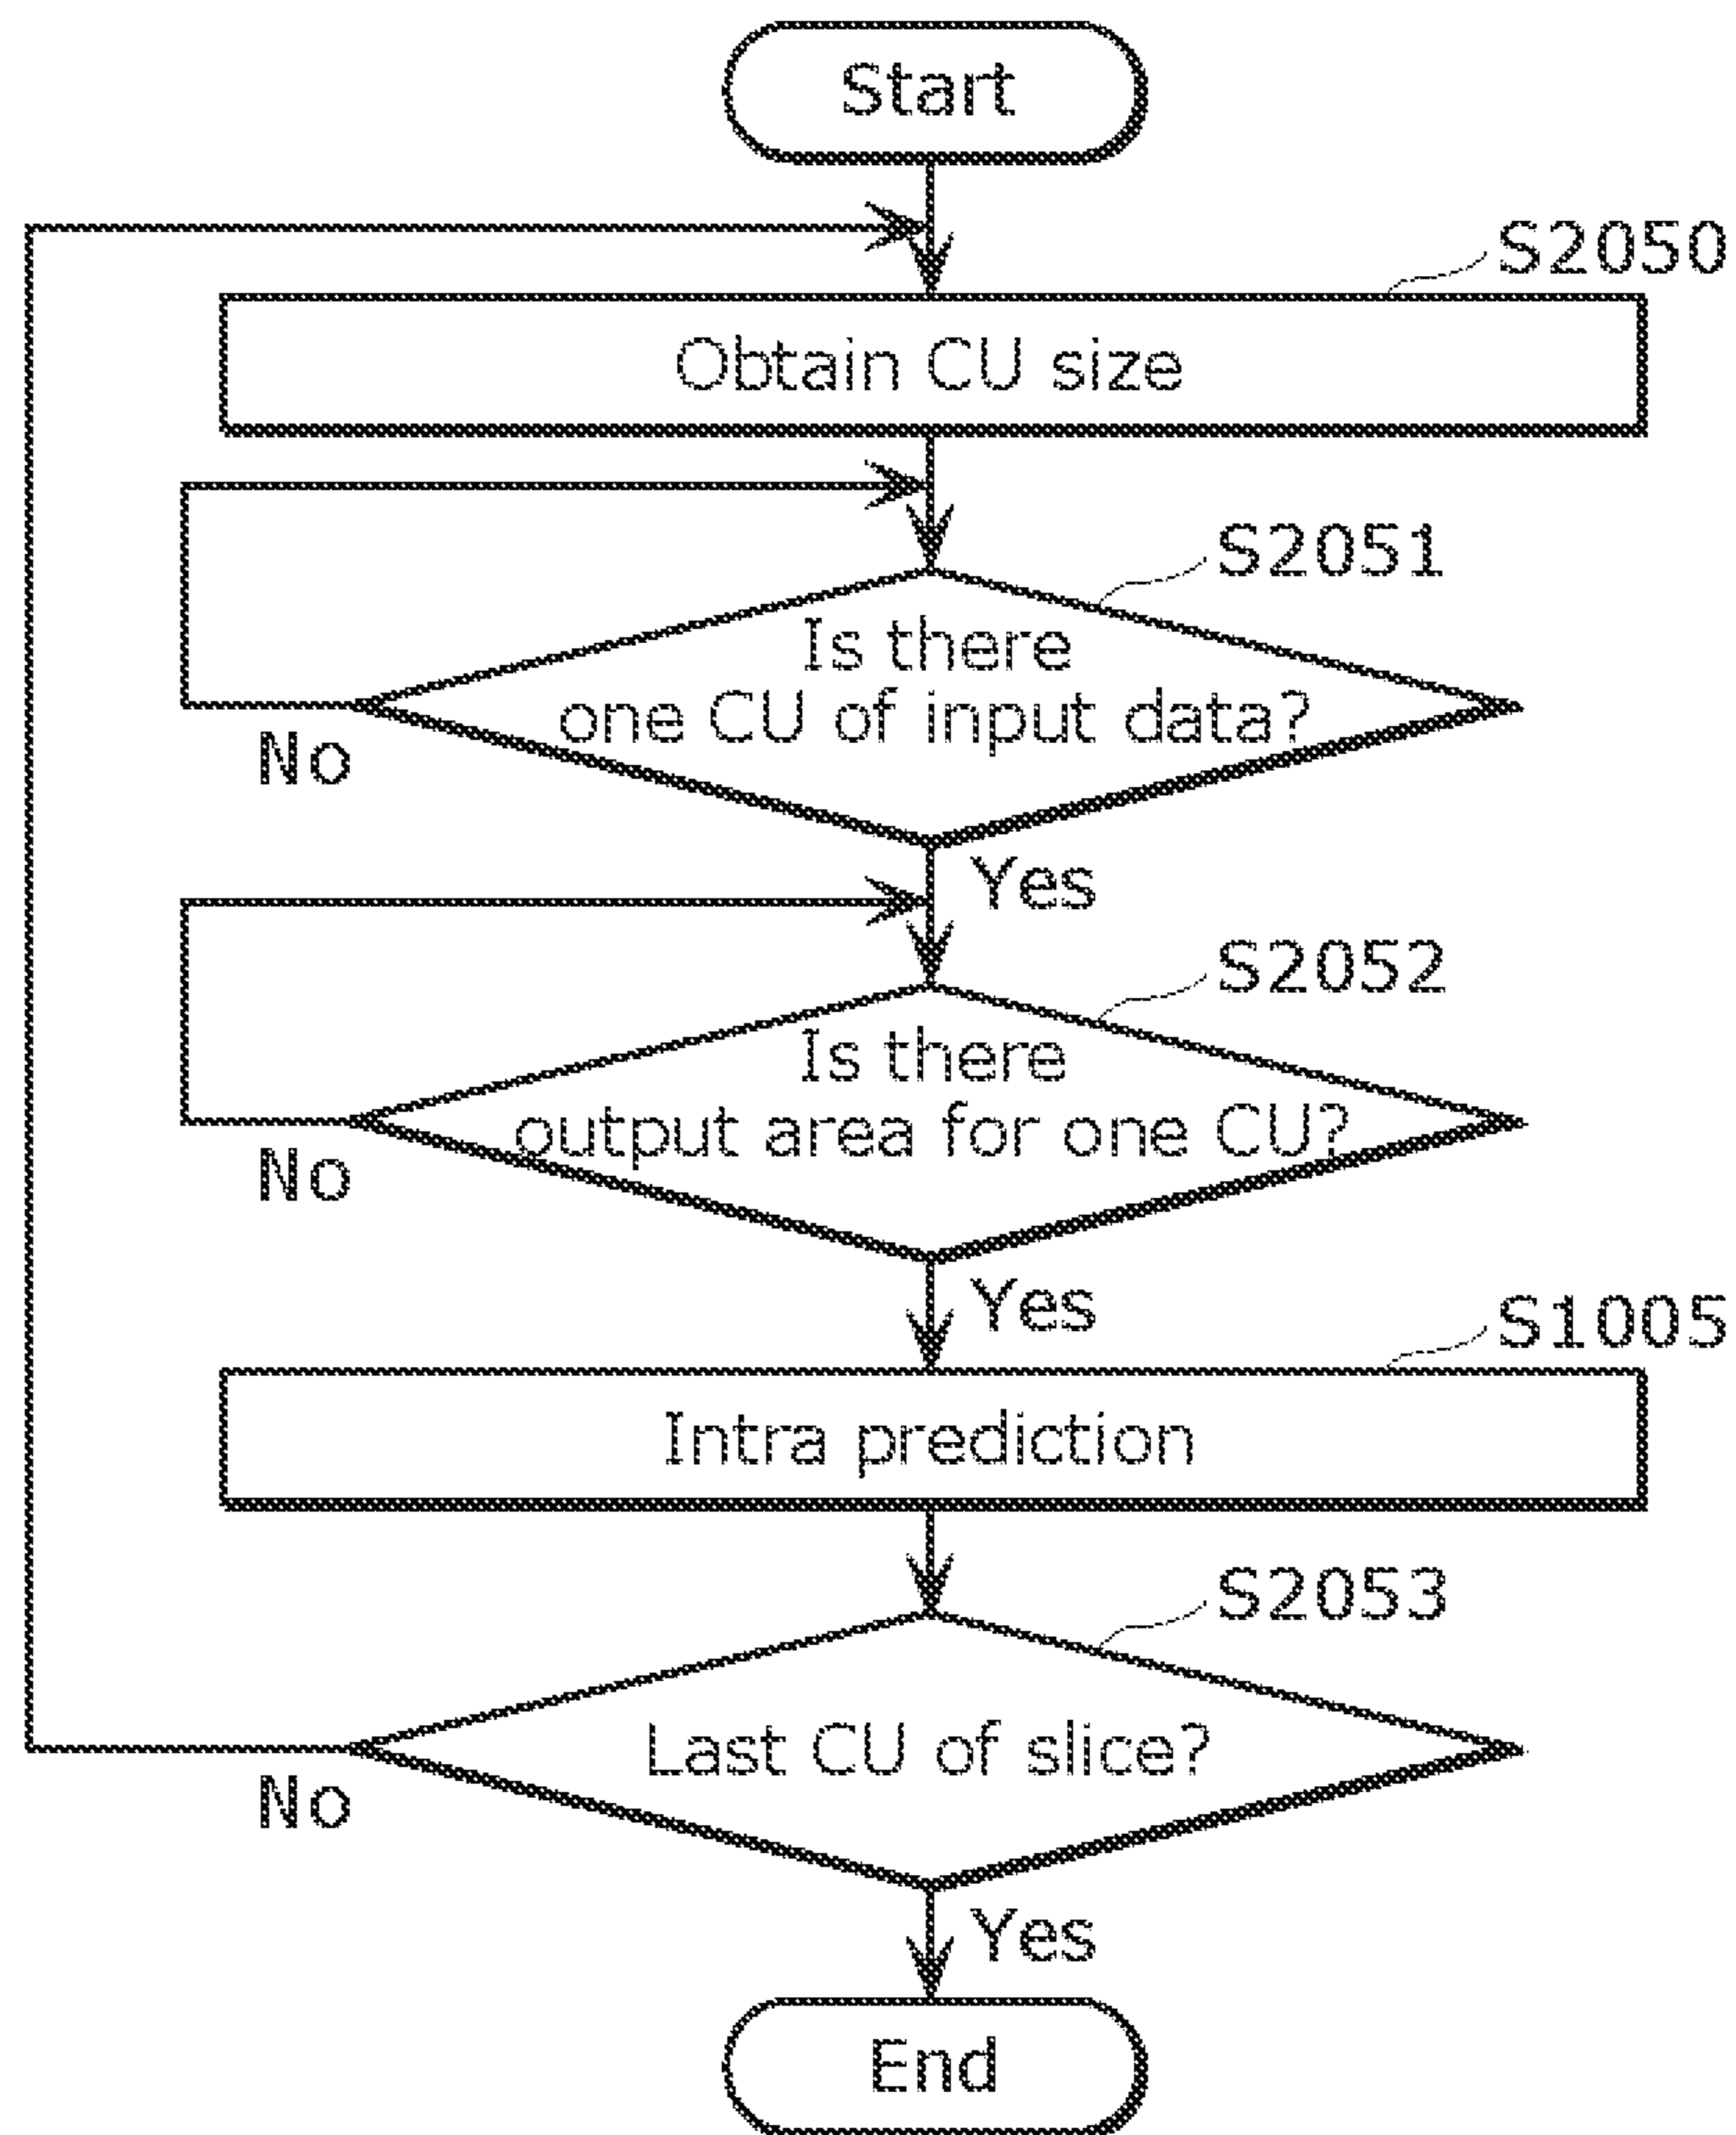 Start
S2050
Obtain CU size
S2051
Is there
one CU of input data?
No
Yes
S2052
Is there
output area for one CU?
No
Yes
S1005
Intra prediction
S2053
Last CU of slice?
No
Yes
End